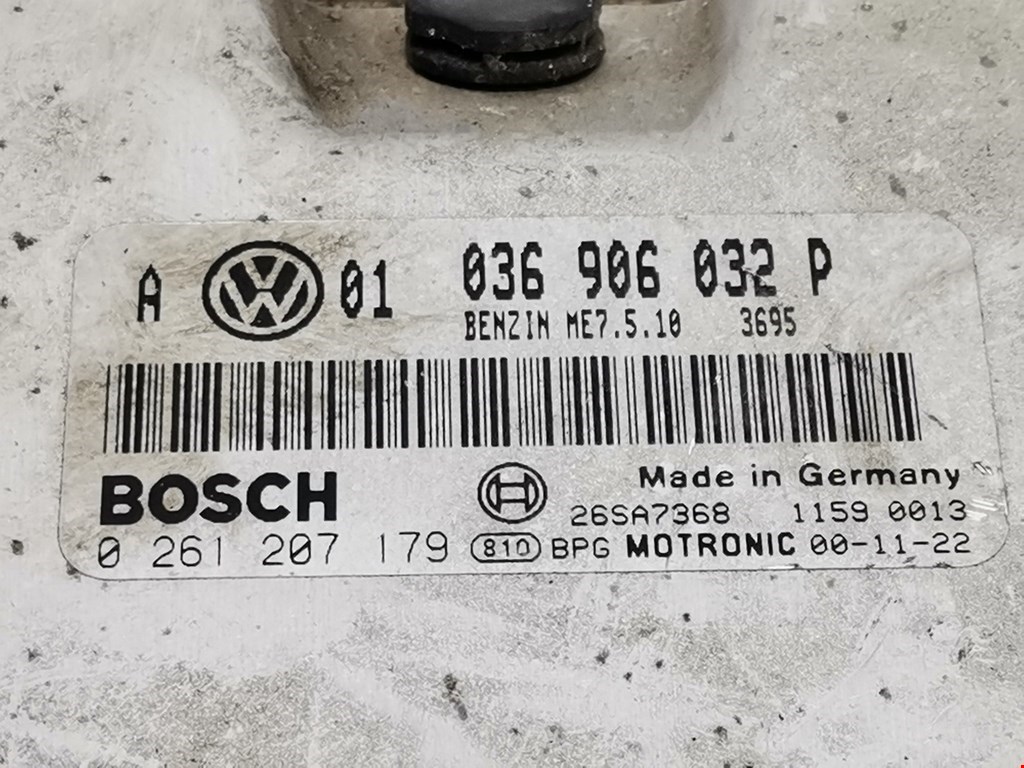 A VW 01 036 906 032 P
BENZIN ME7.5.10 3695
BOSCH Made in Germany
26SA7368 1159 0013
0 261 207 179 810 BPG MOTRONIC 00-11-22